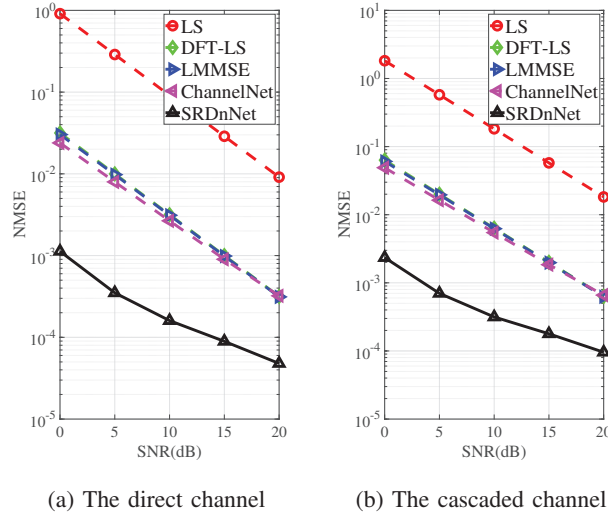 10^0
10^-1
10^-2
10^-3
10^-4
10^-5
NMSE
0 5 10 15 20
SNR(dB)
LS
DFT-LS
LMMSE
ChannelNet
SRDnNet
(a) The direct channel
10^1
10^0
10^-1
10^-2
10^-3
10^-4
10^-5
NMSE
0 5 10 15 20
SNR(dB)
LS
DFT-LS
LMMSE
ChannelNet
SRDnNet
(b) The cascaded channel